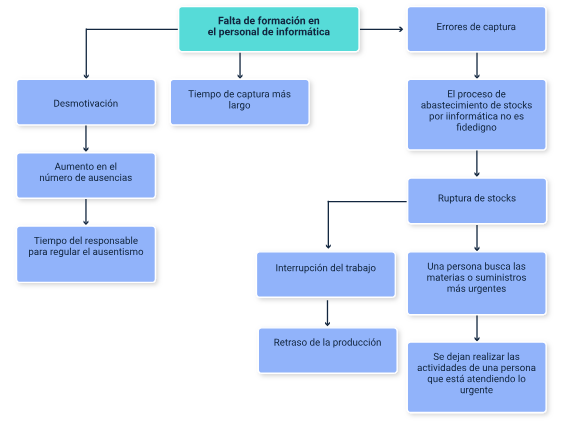 Falta de formación en
el personal de informática
Errores de captura
Desmotivación
Tiempo de captura más
largo
El proceso de
abastecimiento de stocks
por iinformática no es
fidedigno
Aumento en el
número de ausencias
Ruptura de stocks
Tiempo del responsable
para regular el ausentismo
Interrupción del trabajo
Una persona busca las
materias o suministros
más urgentes
Retraso de la producción
Se dejan realizar las
actividades de una persona
que está atendiendo lo
urgente